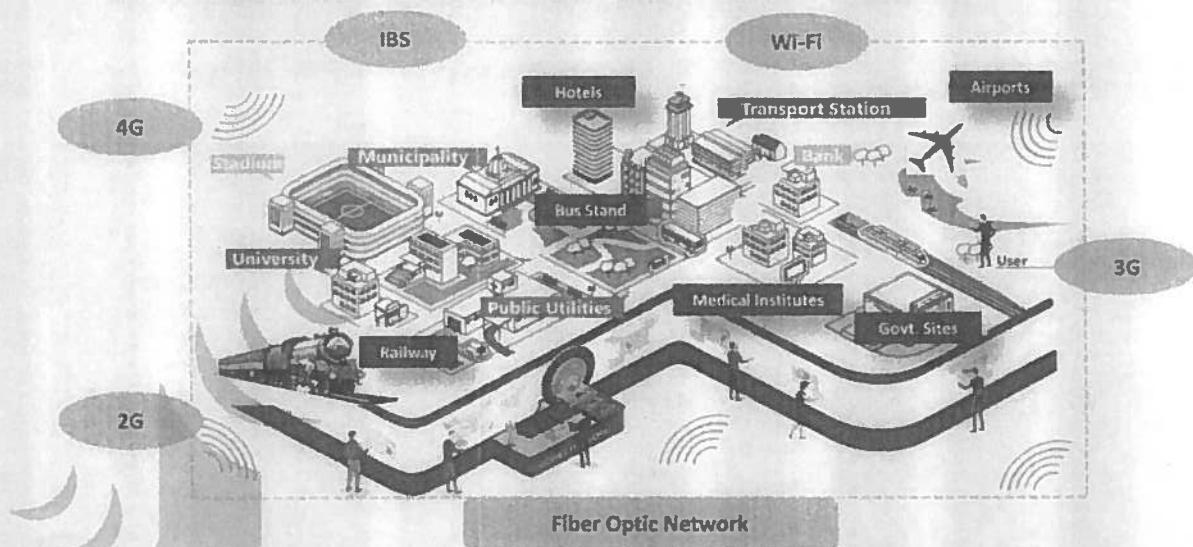 IBS
Wi-Fi
Hotels
Airports
Transport Station
4G
Stadium
Municipality
Bank
Bus Stand
University
User
3G
Public Utilities
Medical Institutes
Govt. Sites
Railway
2G
Fiber Optic Network